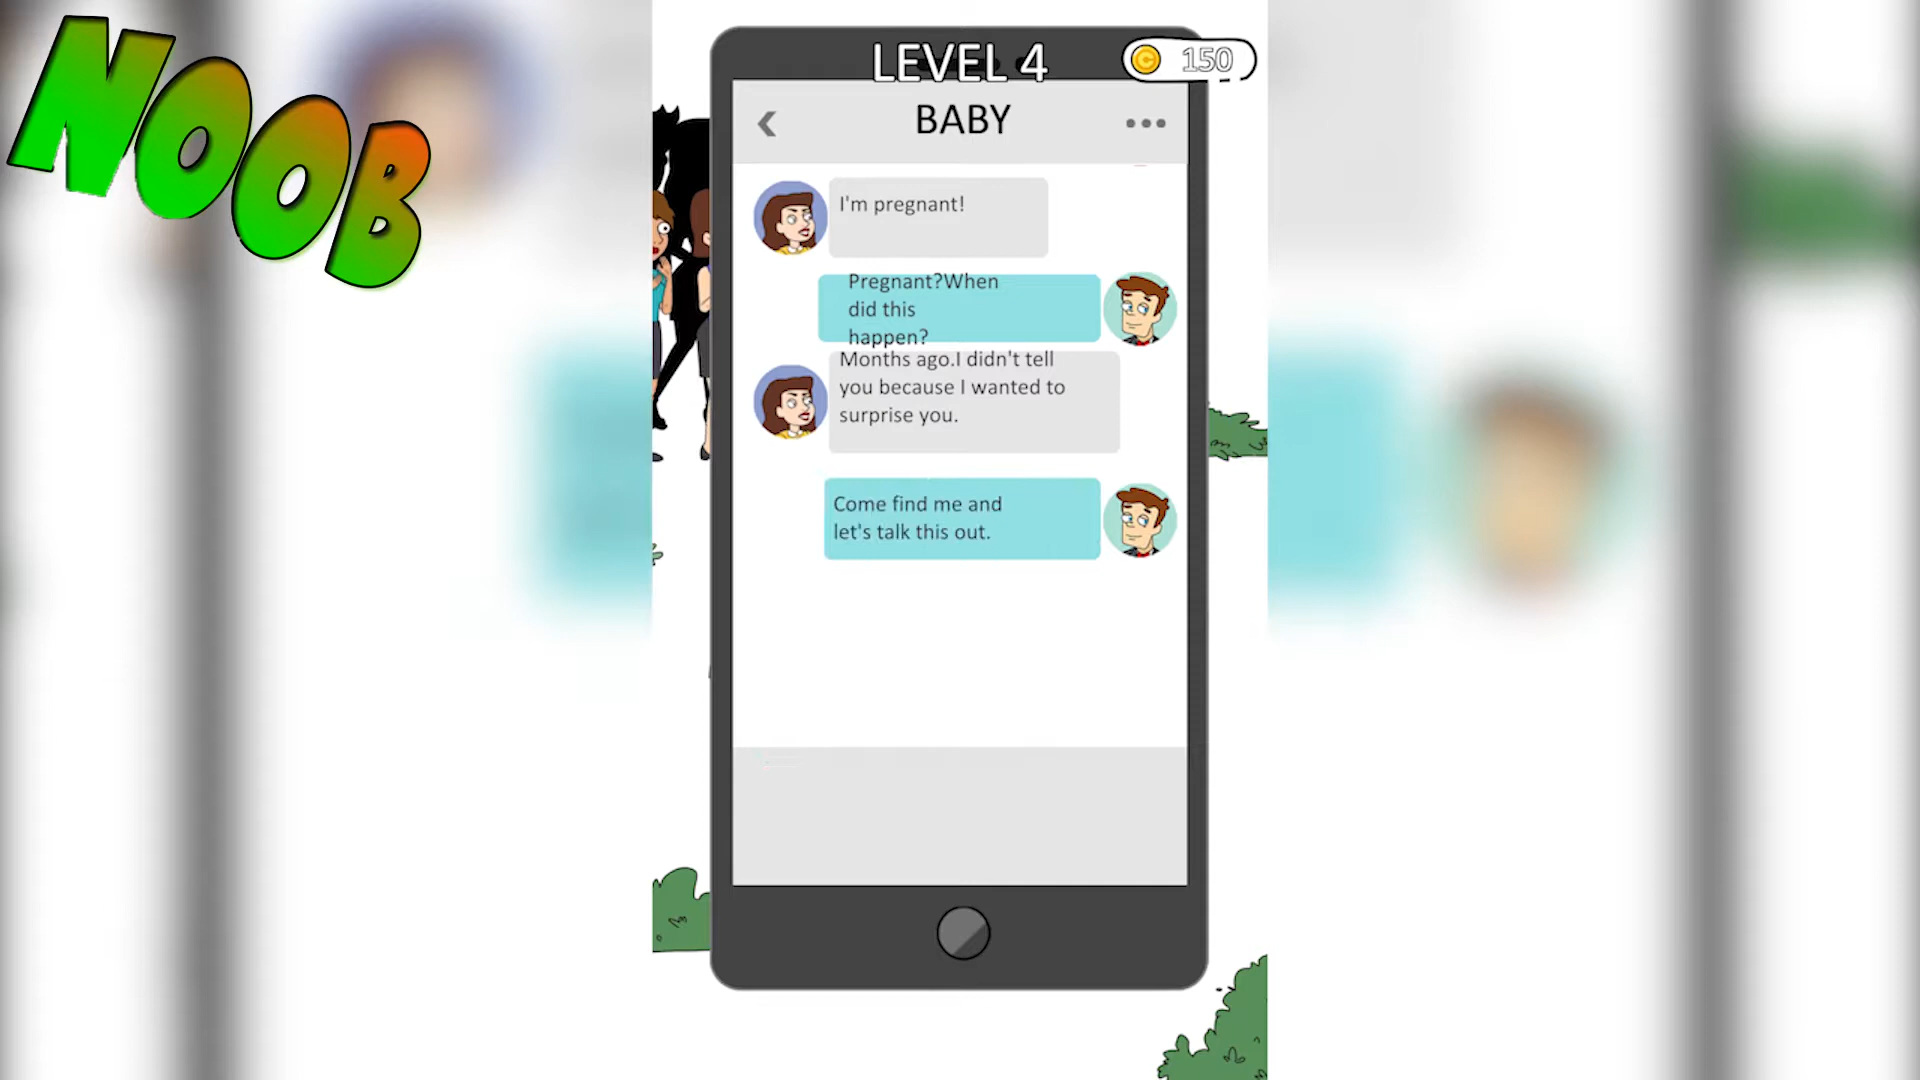 NOOB
LEVEL 4
150
BABY
I'm pregnant!
Pregnant?When
did this
happen?
Months ago.I didn't tell
you because I wanted to
surprise you.
Come find me and
let's talk this out.